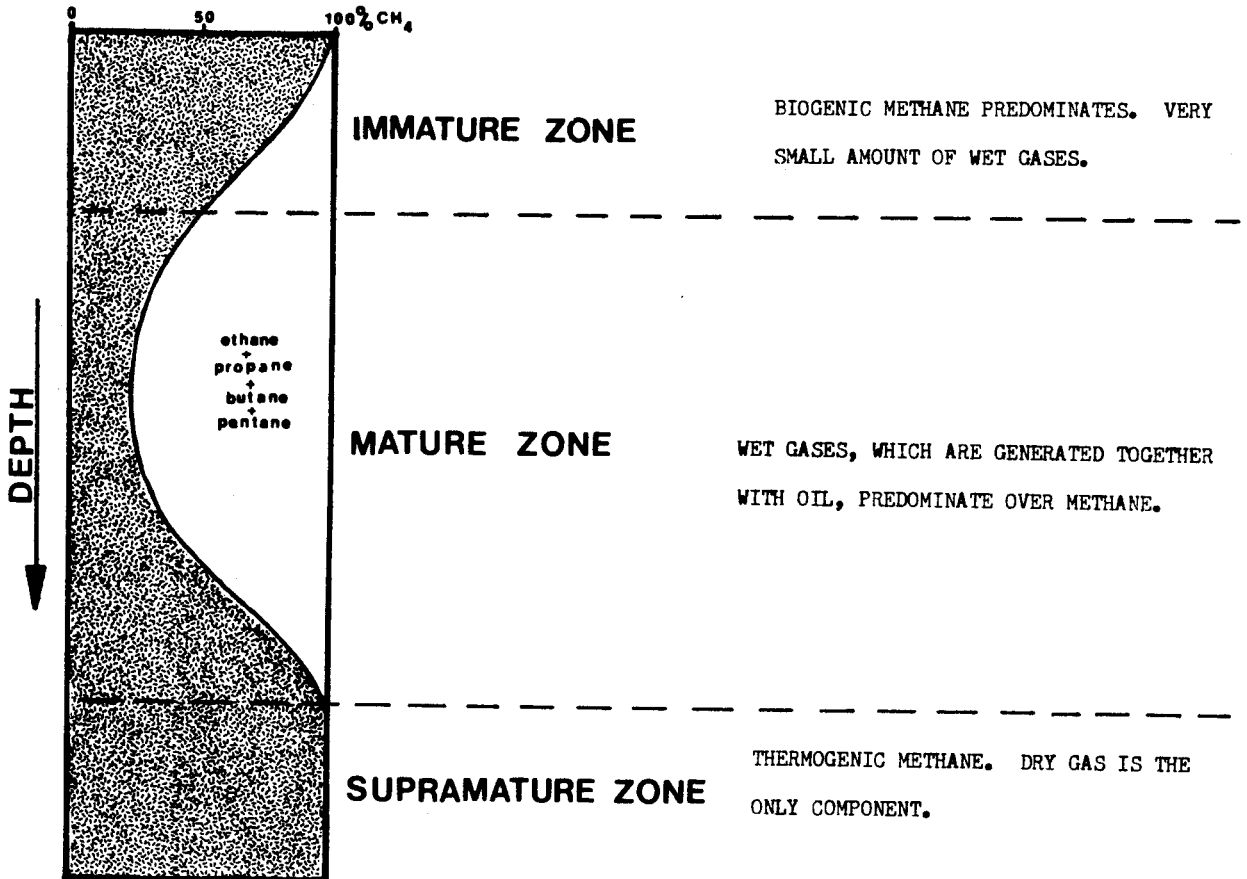 0 50 100% CH4
IMMATURE ZONE
BIOGENIC METHANE PREDOMINATES. VERY
SMALL AMOUNT OF WET GASES.
ethane
+
propane
+
butane
+
pentane
DEPTH
MATURE ZONE
WET GASES, WHICH ARE GENERATED TOGETHER
WITH OIL, PREDOMINATE OVER METHANE.
SUPRAMATURE ZONE
THERMOGENIC METHANE. DRY GAS IS THE
ONLY COMPONENT.